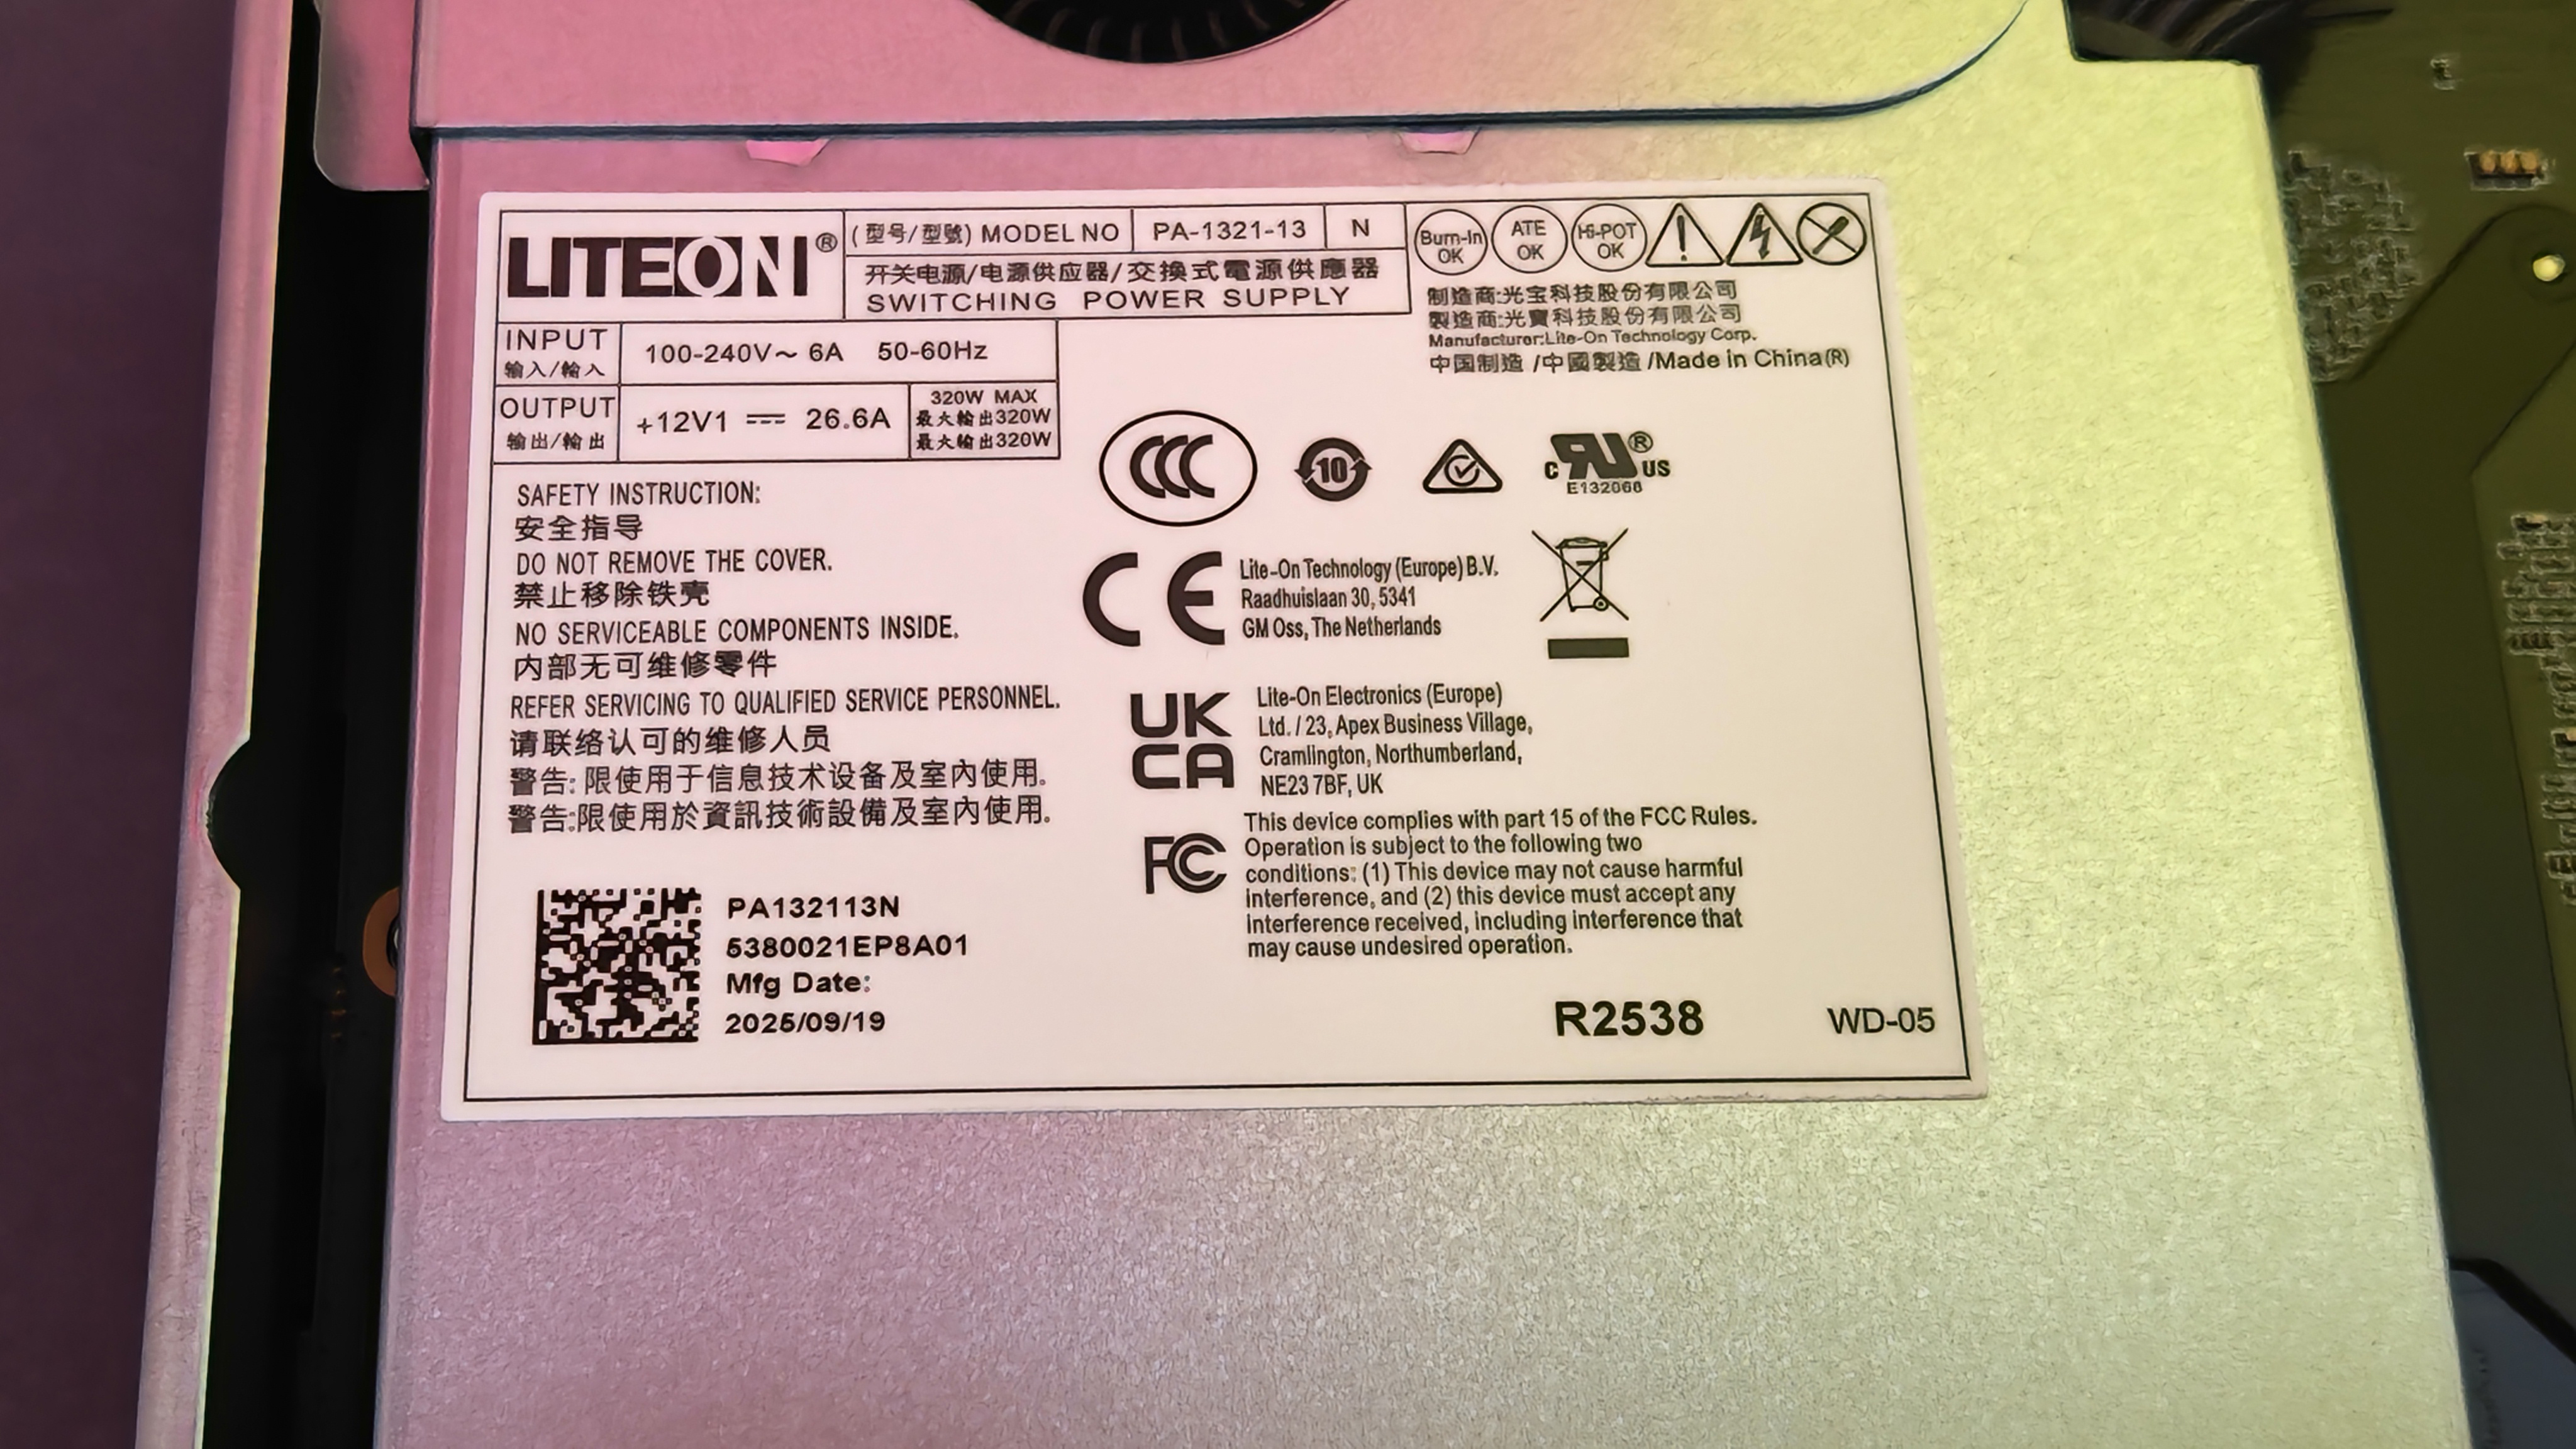 LITEON®
(型号/型號) MODEL NO PA-1321-13 N
开关电源/电源供应器/交換式電源供應器
SWITCHING POWER SUPPLY
INPUT
输入/輸入
100-240V～ 6A 50-60Hz
OUTPUT
输出/輸出
+12V1 ⎓ 26.6A
320W MAX
最大输出320W
最大輸出320W
Burn-In OK
ATE OK
Hi-POT OK
制造商:光宝科技股份有限公司
製造商:光寶科技股份有限公司
Manufacturer:Lite-On Technology Corp.
中国制造 /中國製造 /Made in China(R)
SAFETY INSTRUCTION:
安全指导
DO NOT REMOVE THE COVER.
禁止移除铁壳
NO SERVICEABLE COMPONENTS INSIDE.
内部无可维修零件
REFER SERVICING TO QUALIFIED SERVICE PERSONNEL.
请联络认可的维修人员
警告: 限使用于信息技术设备及室内使用.
警告:限使用於資訊技術設備及室內使用.
CCC
10
c RU® US
E132068
CE
Lite-On Technology (Europe) B.V.
Raadhuislaan 30, 5341
GM Oss, The Netherlands
UK
CA
Lite-On Electronics (Europe)
Ltd. / 23, Apex Business Village,
Cramlington, Northumberland,
NE23 7BF, UK
FC
This device complies with part 15 of the FCC Rules.
Operation is subject to the following two
conditions: (1) This device may not cause harmful
interference, and (2) this device must accept any
interference received, including interference that
may cause undesired operation.
PA132113N
5380021EP8A01
Mfg Date:
2025/09/19
R2538
WD-05